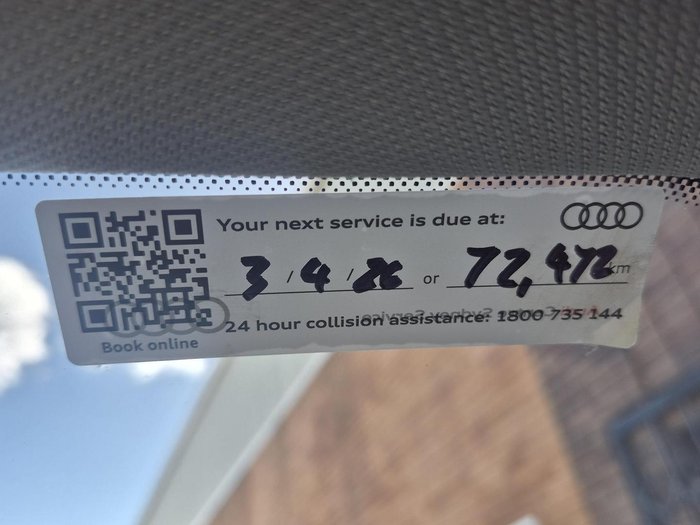 Your next service is due at:
3 / 4 / 26 or 72,472 km
24 hour collision assistance: 1800 735 144
Book online